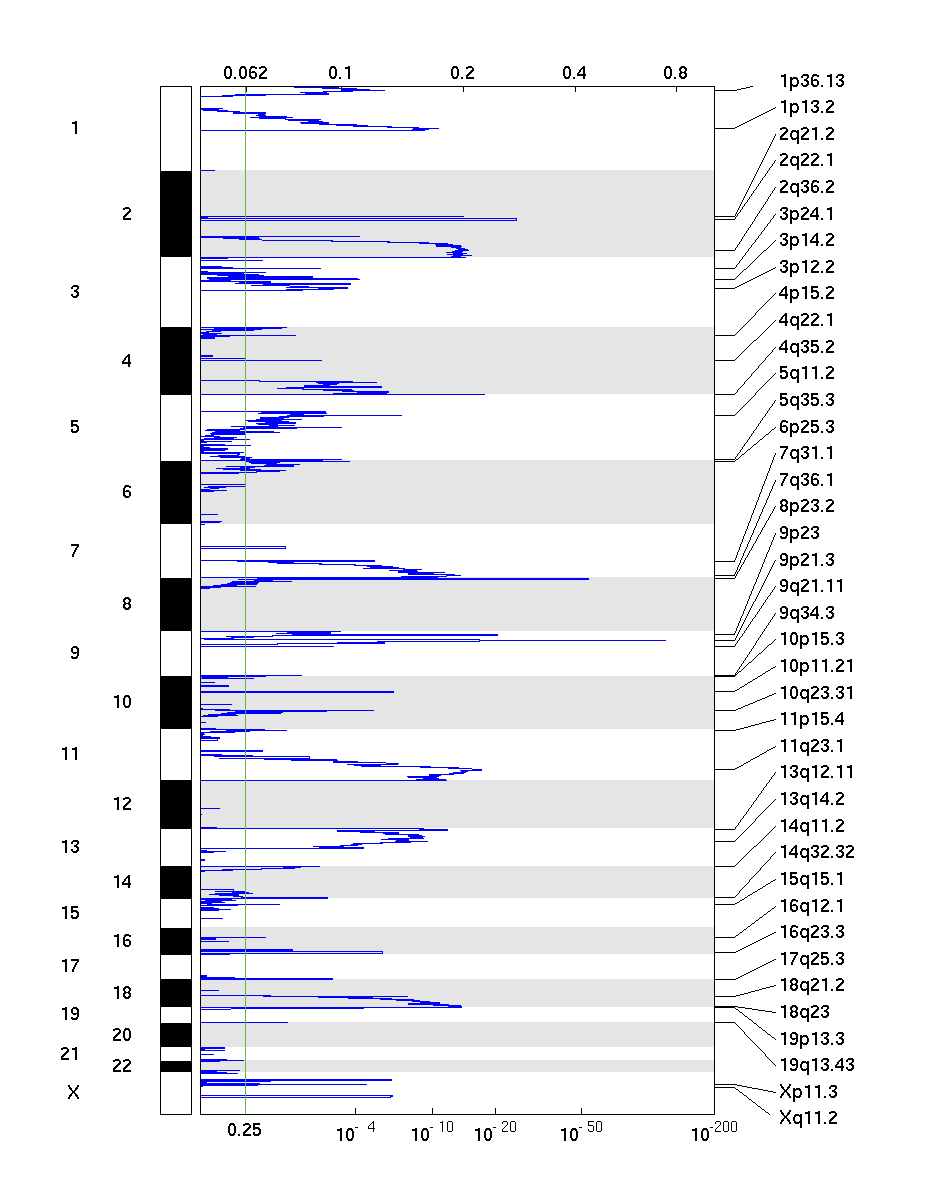 0.062 0.1 0.2 0.4 0.8
1p36.13
1p13.2
1
2q21.2
2q22.1
2q36.2
2
3p24.1
3p14.2
3p12.2
3
4p15.2
4q22.1
4q35.2
4
5q11.2
5q35.3
5
6p25.3
7q31.1
7q36.1
6
8p23.2
9p23
7
9p21.3
9q21.11
8
9q34.3
10p15.3
9
10p11.21
10q23.31
10
11p15.4
11q23.1
11
13q12.11
12
13q14.2
14q11.2
13
14q32.32
15q15.1
14
16q12.1
15
16q23.3
16
17q25.3
17
18q21.2
18
18q23
19
19p13.3
20
21
19q13.43
22
X
Xp11.3
Xq11.2
0.25 10^-4 10^-10 10^-20 10^-50 10^-200